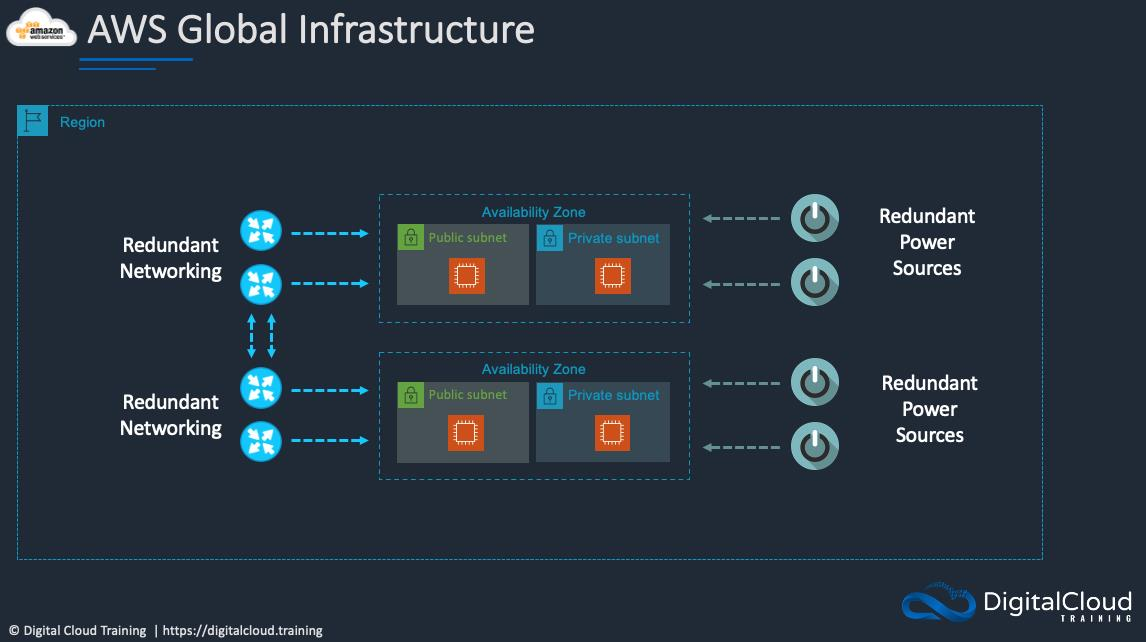 amazon
web services™
AWS Global Infrastructure
Region
Redundant
Networking
Availability Zone
Public subnet
Private subnet
Redundant
Power
Sources
Redundant
Networking
Availability Zone
Public subnet
Private subnet
Redundant
Power
Sources
DigitalCloud
TRAINING
© Digital Cloud Training | https://digitalcloud.training